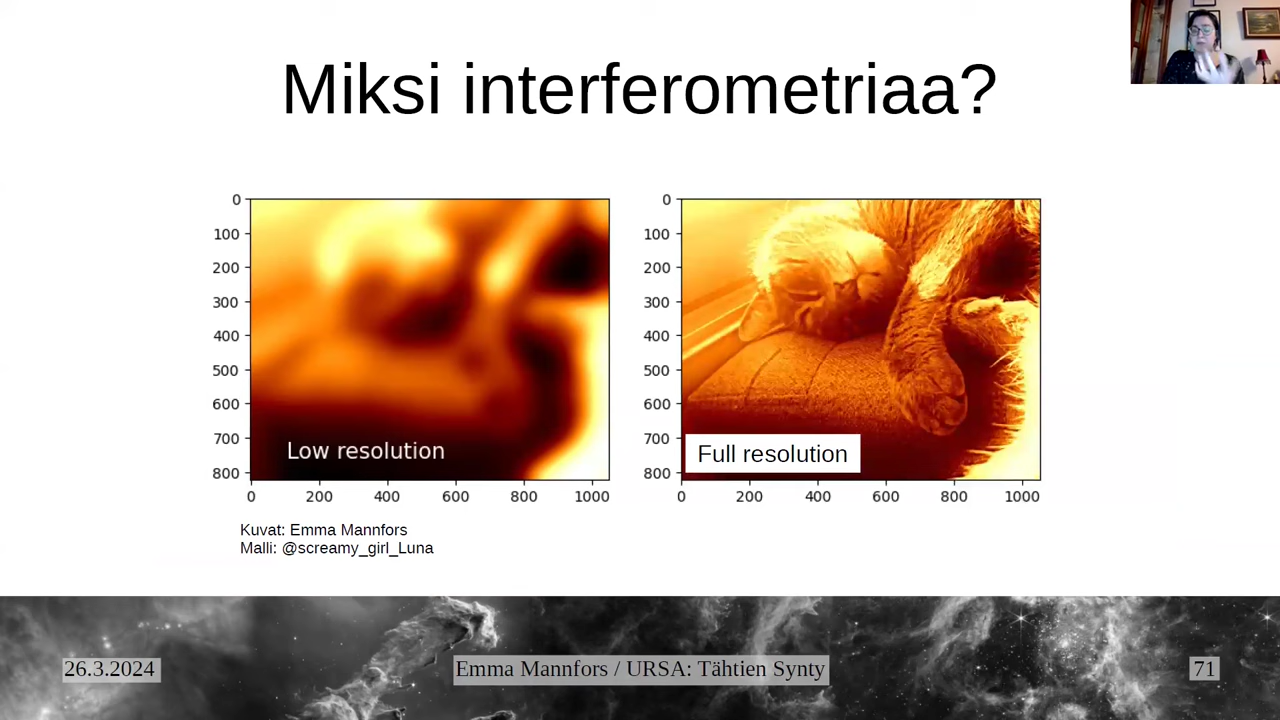 Miksi interferometriaa?
0
100
200
300
400
500
600
700
800
0 200 400 600 800 1000
Low resolution
0
100
200
300
400
500
600
700
800
0 200 400 600 800 1000
Full resolution
Kuvat: Emma Mannfors
Malli: @screamy_girl_Luna
26.3.2024
Emma Mannfors / URSA: Tähtien Synty
71